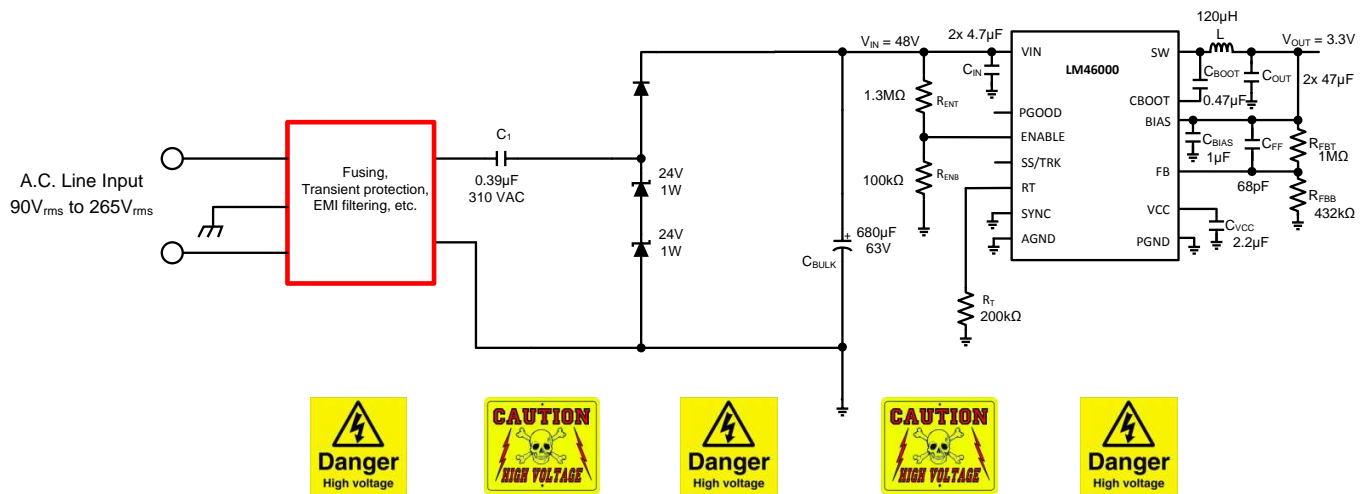 A.C. Line Input
90Vrms to 265Vrms
Fusing,
Transient protection,
EMI filtering, etc.
C1
0.39µF
310 VAC
24V
1W
24V
1W
680µF
63V
CBULK
VIN = 48V
2x 4.7µF
CIN
1.3MΩ
RENT
100kΩ
RENB
RT
200kΩ
LM46000
VIN
PGOOD
ENABLE
SS/TRK
RT
SYNC
AGND
SW
CBOOT
BIAS
FB
VCC
PGND
120µH
L
VOUT = 3.3V
CBOOT
0.47µF
COUT
2x 47µF
CBIAS
1µF
CFF
68pF
RFBT
1MΩ
RFBB
432kΩ
CVCC
2.2µF
Danger
High voltage
CAUTION
HIGH VOLTAGE
Danger
High voltage
CAUTION
HIGH VOLTAGE
Danger
High voltage